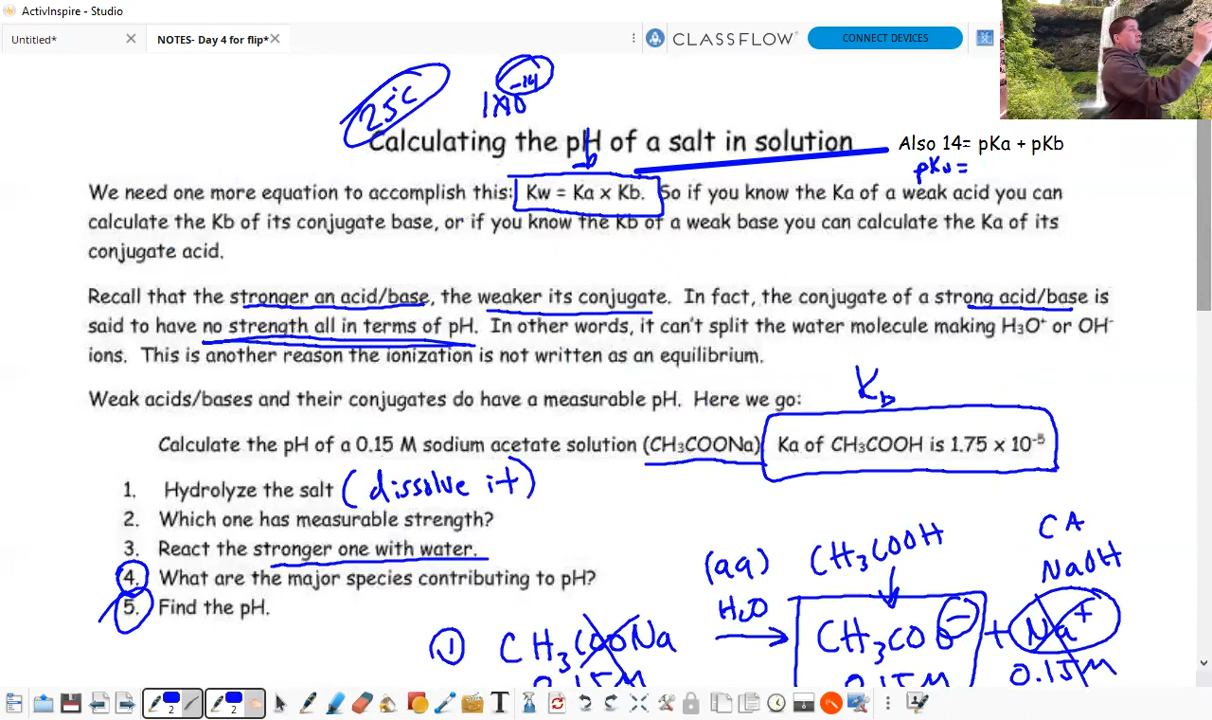 ActivInspire - Studio
Untitled*
NOTES- Day 4 for flip*
CLASSFLOW
CONNECT DEVICES
25°C
1x10-14
Calculating the pH of a salt in solution
Also 14= pKa + pKb
pKw =
We need one more equation to accomplish this: Kw = Ka x Kb. So if you know the Ka of a weak acid you can
calculate the Kb of its conjugate base, or if you know the Kb of a weak base you can calculate the Ka of its
conjugate acid.
Recall that the stronger an acid/base, the weaker its conjugate. In fact, the conjugate of a strong acid/base is
said to have no strength all in terms of pH. In other words, it can't split the water molecule making H3O+ or OH-
ions. This is another reason the ionization is not written as an equilibrium.
Kb
Weak acids/bases and their conjugates do have a measurable pH. Here we go:
Calculate the pH of a 0.15 M sodium acetate solution (CH3COONa) Ka of CH3COOH is 1.75 x 10-5
1. Hydrolyze the salt (dissolve it)
2. Which one has measurable strength?
3. React the stronger one with water.
4. What are the major species contributing to pH?
5. Find the pH.
CA
(aq) CH3COOH NaOH
H2O
① CH3COONa → CH3COO- + Na+
0.15M 0.15M 0.15M
2 2